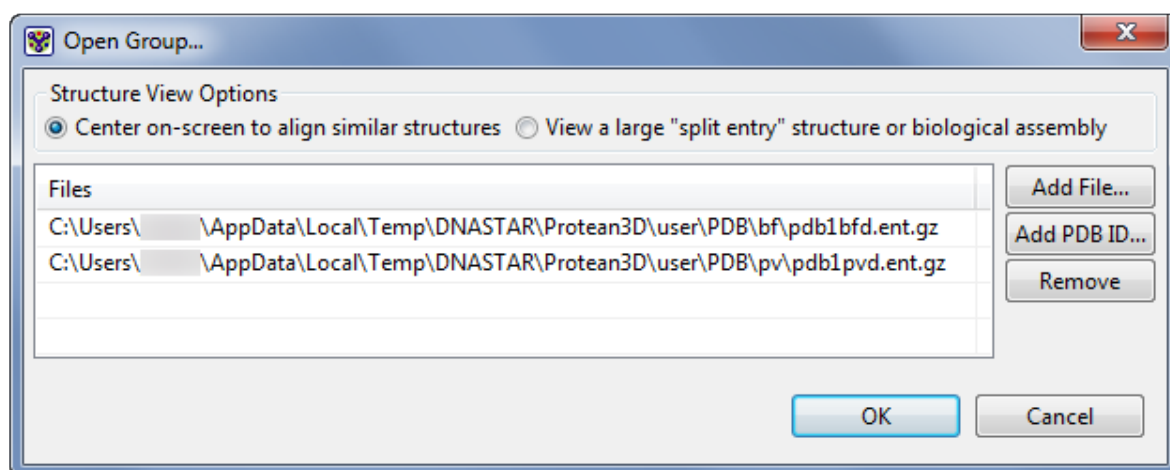 Open Group...
Structure View Options
Center on-screen to align similar structures View a large "split entry" structure or biological assembly
Files
C:\Users\ \AppData\Local\Temp\DNASTAR\Protean3D\user\PDB\bf\pdb1bfd.ent.gz
C:\Users\ \AppData\Local\Temp\DNASTAR\Protean3D\user\PDB\pv\pdb1pvd.ent.gz
Add File...
Add PDB ID...
Remove
OK Cancel